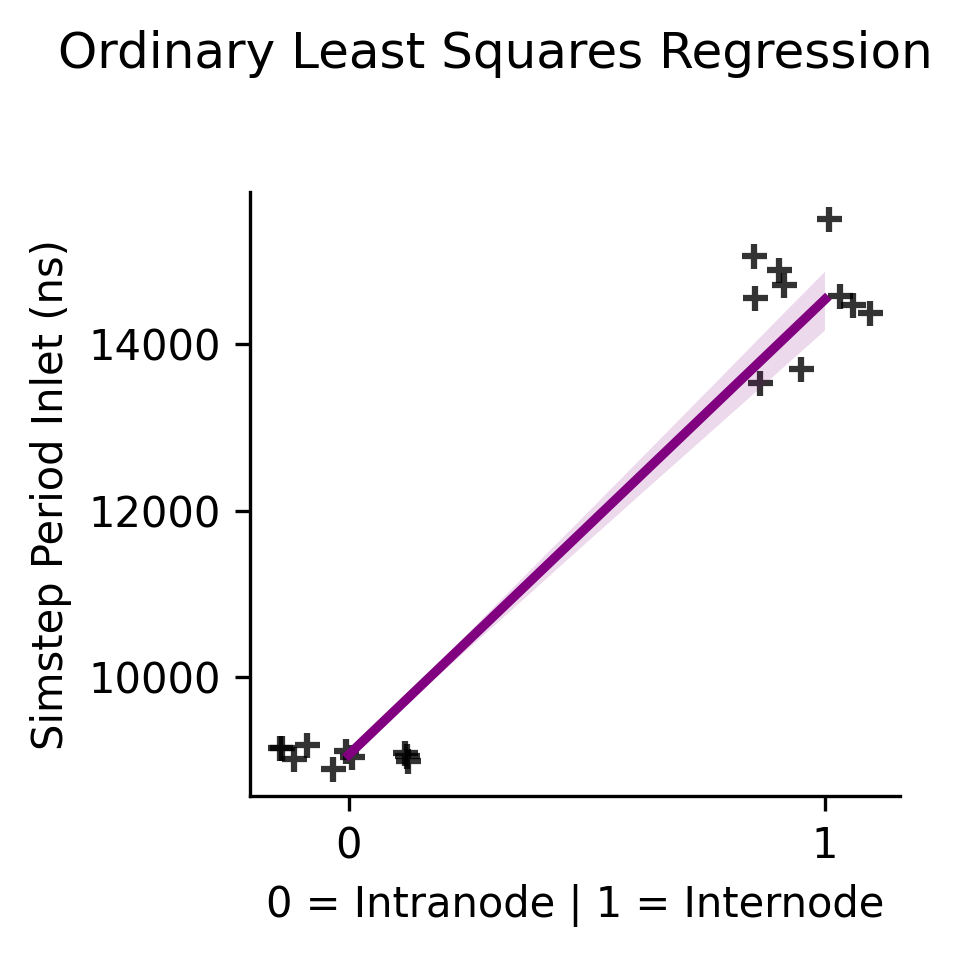 Ordinary Least Squares Regression
Simstep Period Inlet (ns)
14000
12000
10000
0 1
0 = Intranode | 1 = Internode